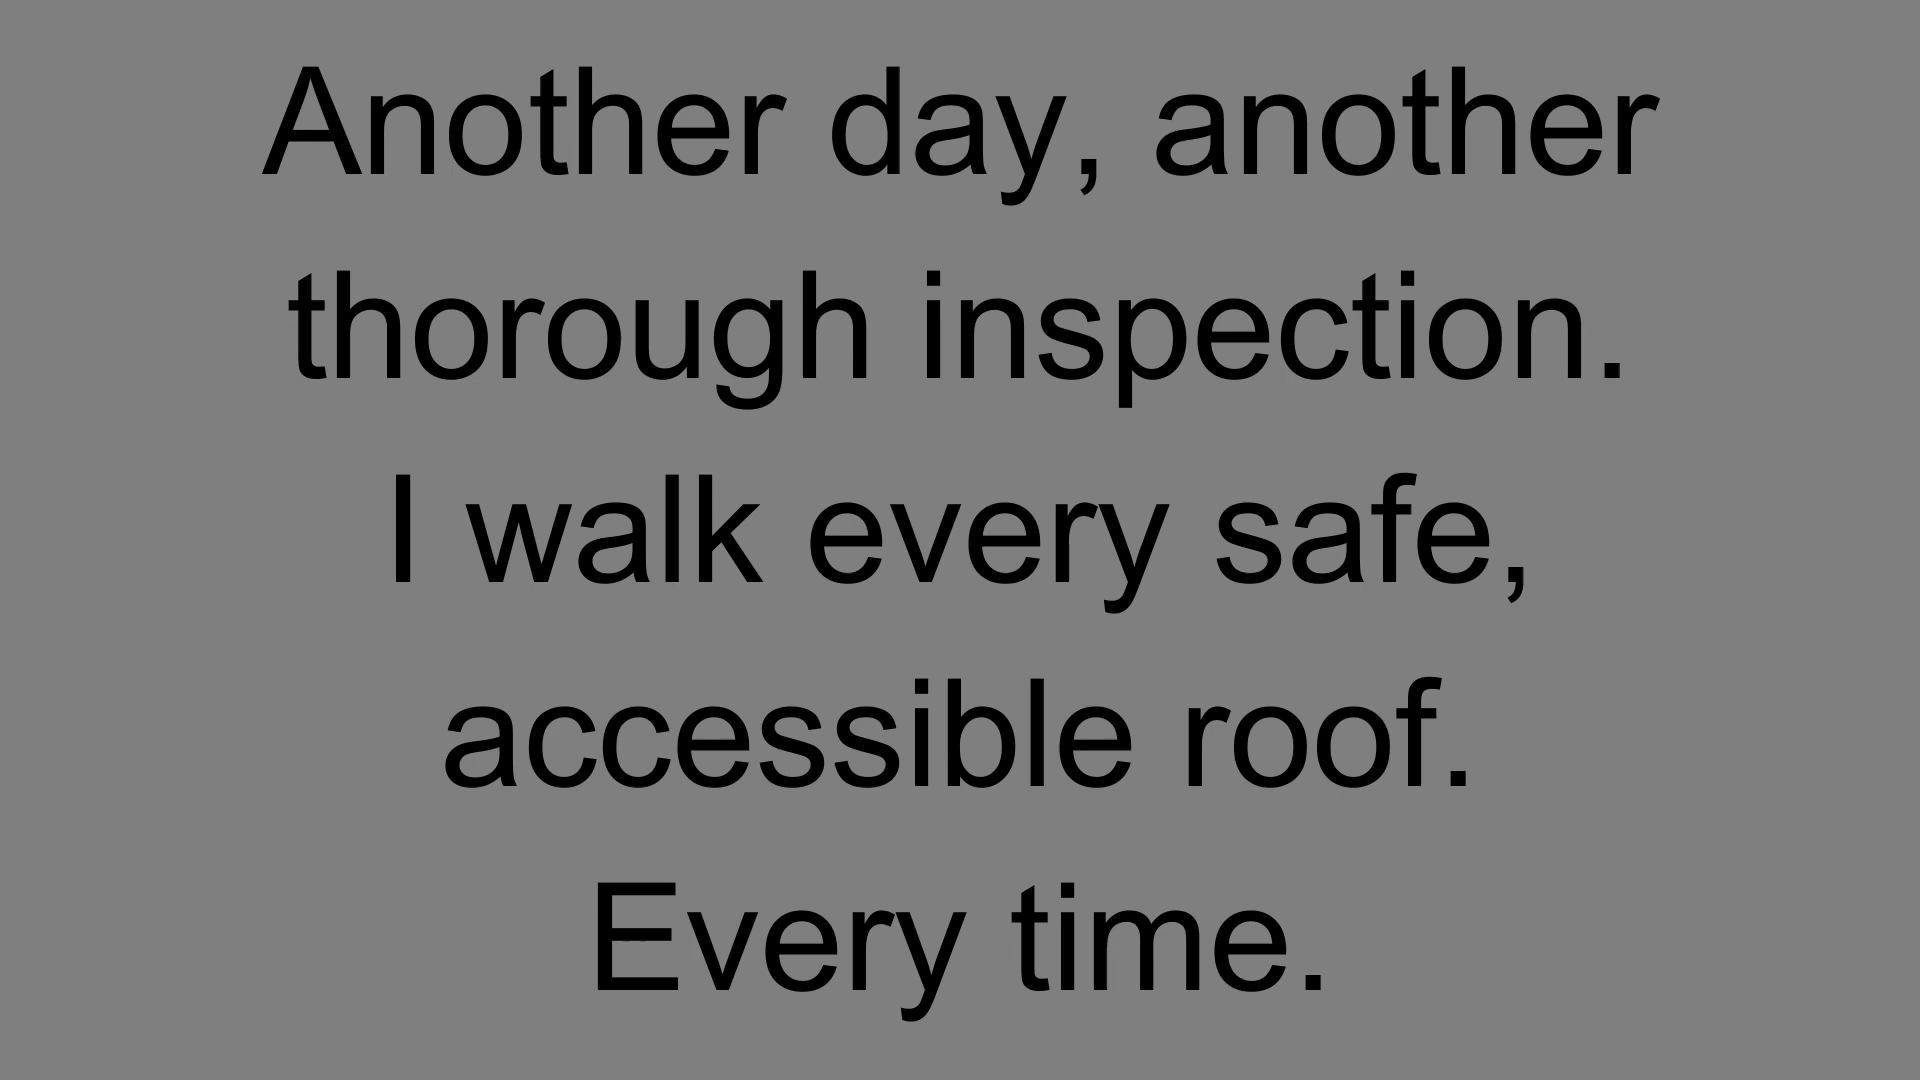 Another day, another
thorough inspection.
I walk every safe,
accessible roof.
Every time.